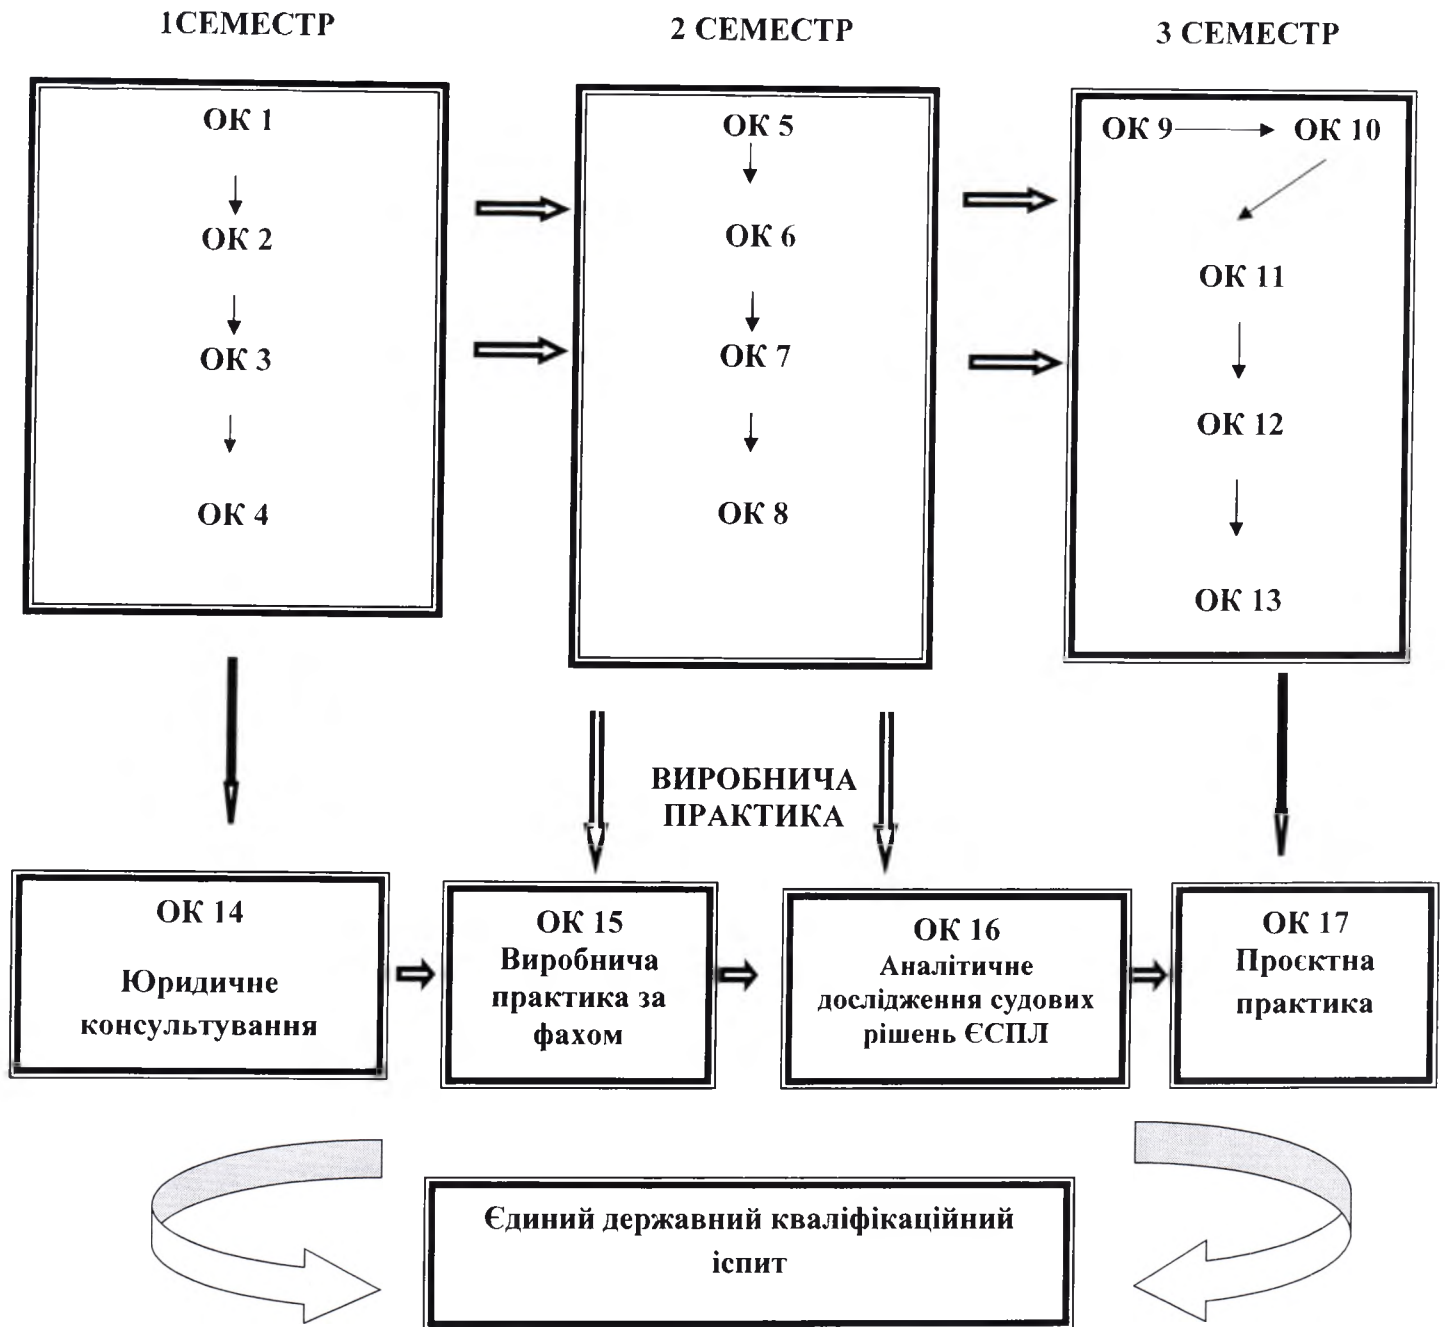 1СЕМЕСТР
2 СЕМЕСТР
3 СЕМЕСТР
ОК 1
ОК 2
ОК 3
ОК 4
ОК 5
ОК 6
ОК 7
ОК 8
ОК 9
ОК 10
ОК 11
ОК 12
ОК 13
ВИРОБНИЧА
ПРАКТИКА
ОК 14
Юридичне
консультування
ОК 15
Виробнича
практика за
фахом
ОК 16
Аналітичне
дослідження судових
рішень ЄСПЛ
ОК 17
Проєктна
практика
Єдиний державний кваліфікаційний
іспит